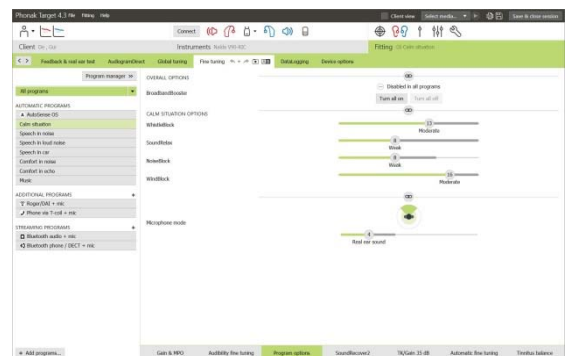 Phonak Target 4.3 File Fitting Help
Client view Select media... Save & close session
Connect
Client Instruments Fitting Calm situation
Feedback & real ear test AudiogramDirect Global tuning Fine tuning DataLogging Device options
Program manager
All programs
AUTOMATIC PROGRAMS
AutoSense OS
Calm situation
Speech in noise
Speech in loud noise
Speech in car
Comfort in noise
Comfort in echo
Music
ADDITIONAL PROGRAMS +
Roger/DAI + mic
Phone via T-coil + mic
STREAMING PROGRAMS +
Bluetooth audio + mic
Bluetooth phone / DECT + mic
+ Add programs...
OVERALL OPTIONS
BroadbandBooster
Disabled in all programs
Turn all on Turn all off
CALM SITUATION OPTIONS
WhistleBlock
Moderate
SoundRelax
Weak
NoiseBlock
Weak
WindBlock
Moderate
Microphone mode
Real ear sound
Gain & MPO Audibility fine tuning Program options SoundRecover2 TK/Gain 35 dB Automatic fine tuning Tinnitus balance